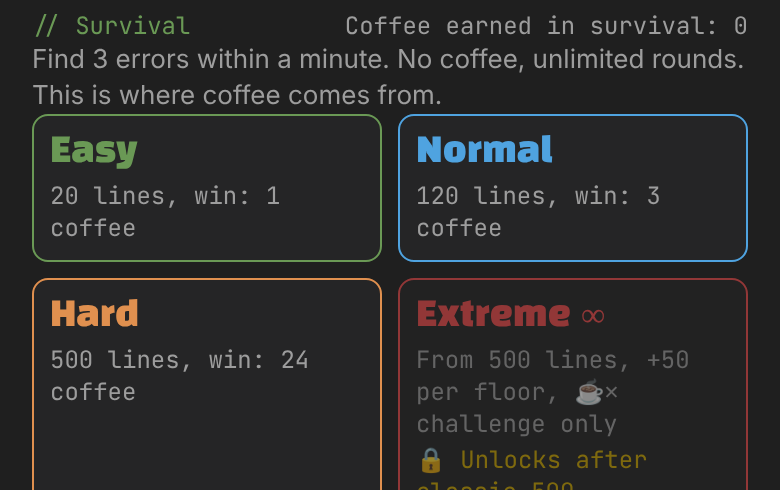 // Survival
Coffee earned in survival: 0
Find 3 errors within a minute. No coffee, unlimited rounds.
This is where coffee comes from.
Easy
20 lines, win: 1
coffee
Normal
120 lines, win: 3
coffee
Hard
500 lines, win: 24
coffee
Extreme ∞
From 500 lines, +50
per floor, ☕×
challenge only
🔒 Unlocks after
classic 500